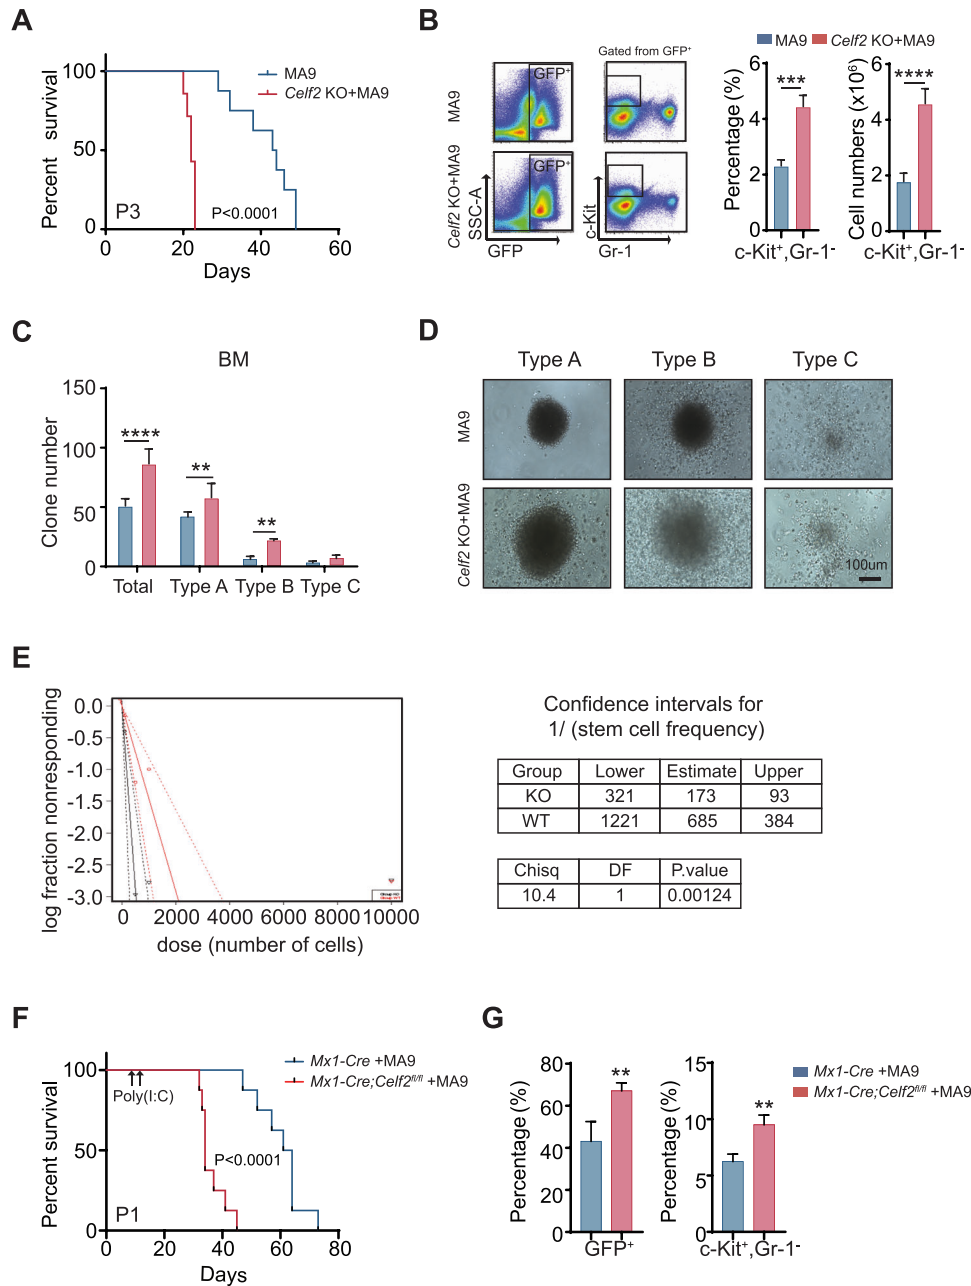 A
Percent survival
100
50
0
0
20
40
60
Days
MA9
Celf2 KO+MA9
P3
P<0.0001
B
Gated from GFP⁺
MA9
Celf2 KO+MA9
GFP⁺
GFP⁺
SSC-A
GFP
c-Kit
Gr-1
MA9
Celf2 KO+MA9
Percentage (%)
6
4
2
0
***
c-Kit⁺,Gr-1⁻
Cell numbers (x10⁶)
6
4
2
0
****
c-Kit⁺,Gr-1⁻
C
BM
Clone number
150
100
50
0
****
**
**
Total
Type A
Type B
Type C
D
Type A
Type B
Type C
MA9
Celf2 KO+MA9
100um
E
log fraction nonresponding
0.0
-0.5
-1.0
-1.5
-2.0
-2.5
-3.0
0
2000
4000
6000
8000
10000
dose (number of cells)
Confidence intervals for
1/ (stem cell frequency)
Group Lower Estimate Upper
KO 321 173 93
WT 1221 685 384
Chisq DF P.value
10.4 1 0.00124
F
Percent survival
100
50
0
0
20
40
60
80
Days
Poly(I:C)
P<0.0001
P1
Mx1-Cre +MA9
Mx1-Cre;Celf2fl/fl +MA9
G
Percentage (%)
80
60
40
20
0
**
GFP⁺
Percentage (%)
15
10
5
0
**
c-Kit⁺,Gr-1⁻
Mx1-Cre +MA9
Mx1-Cre;Celf2fl/fl +MA9